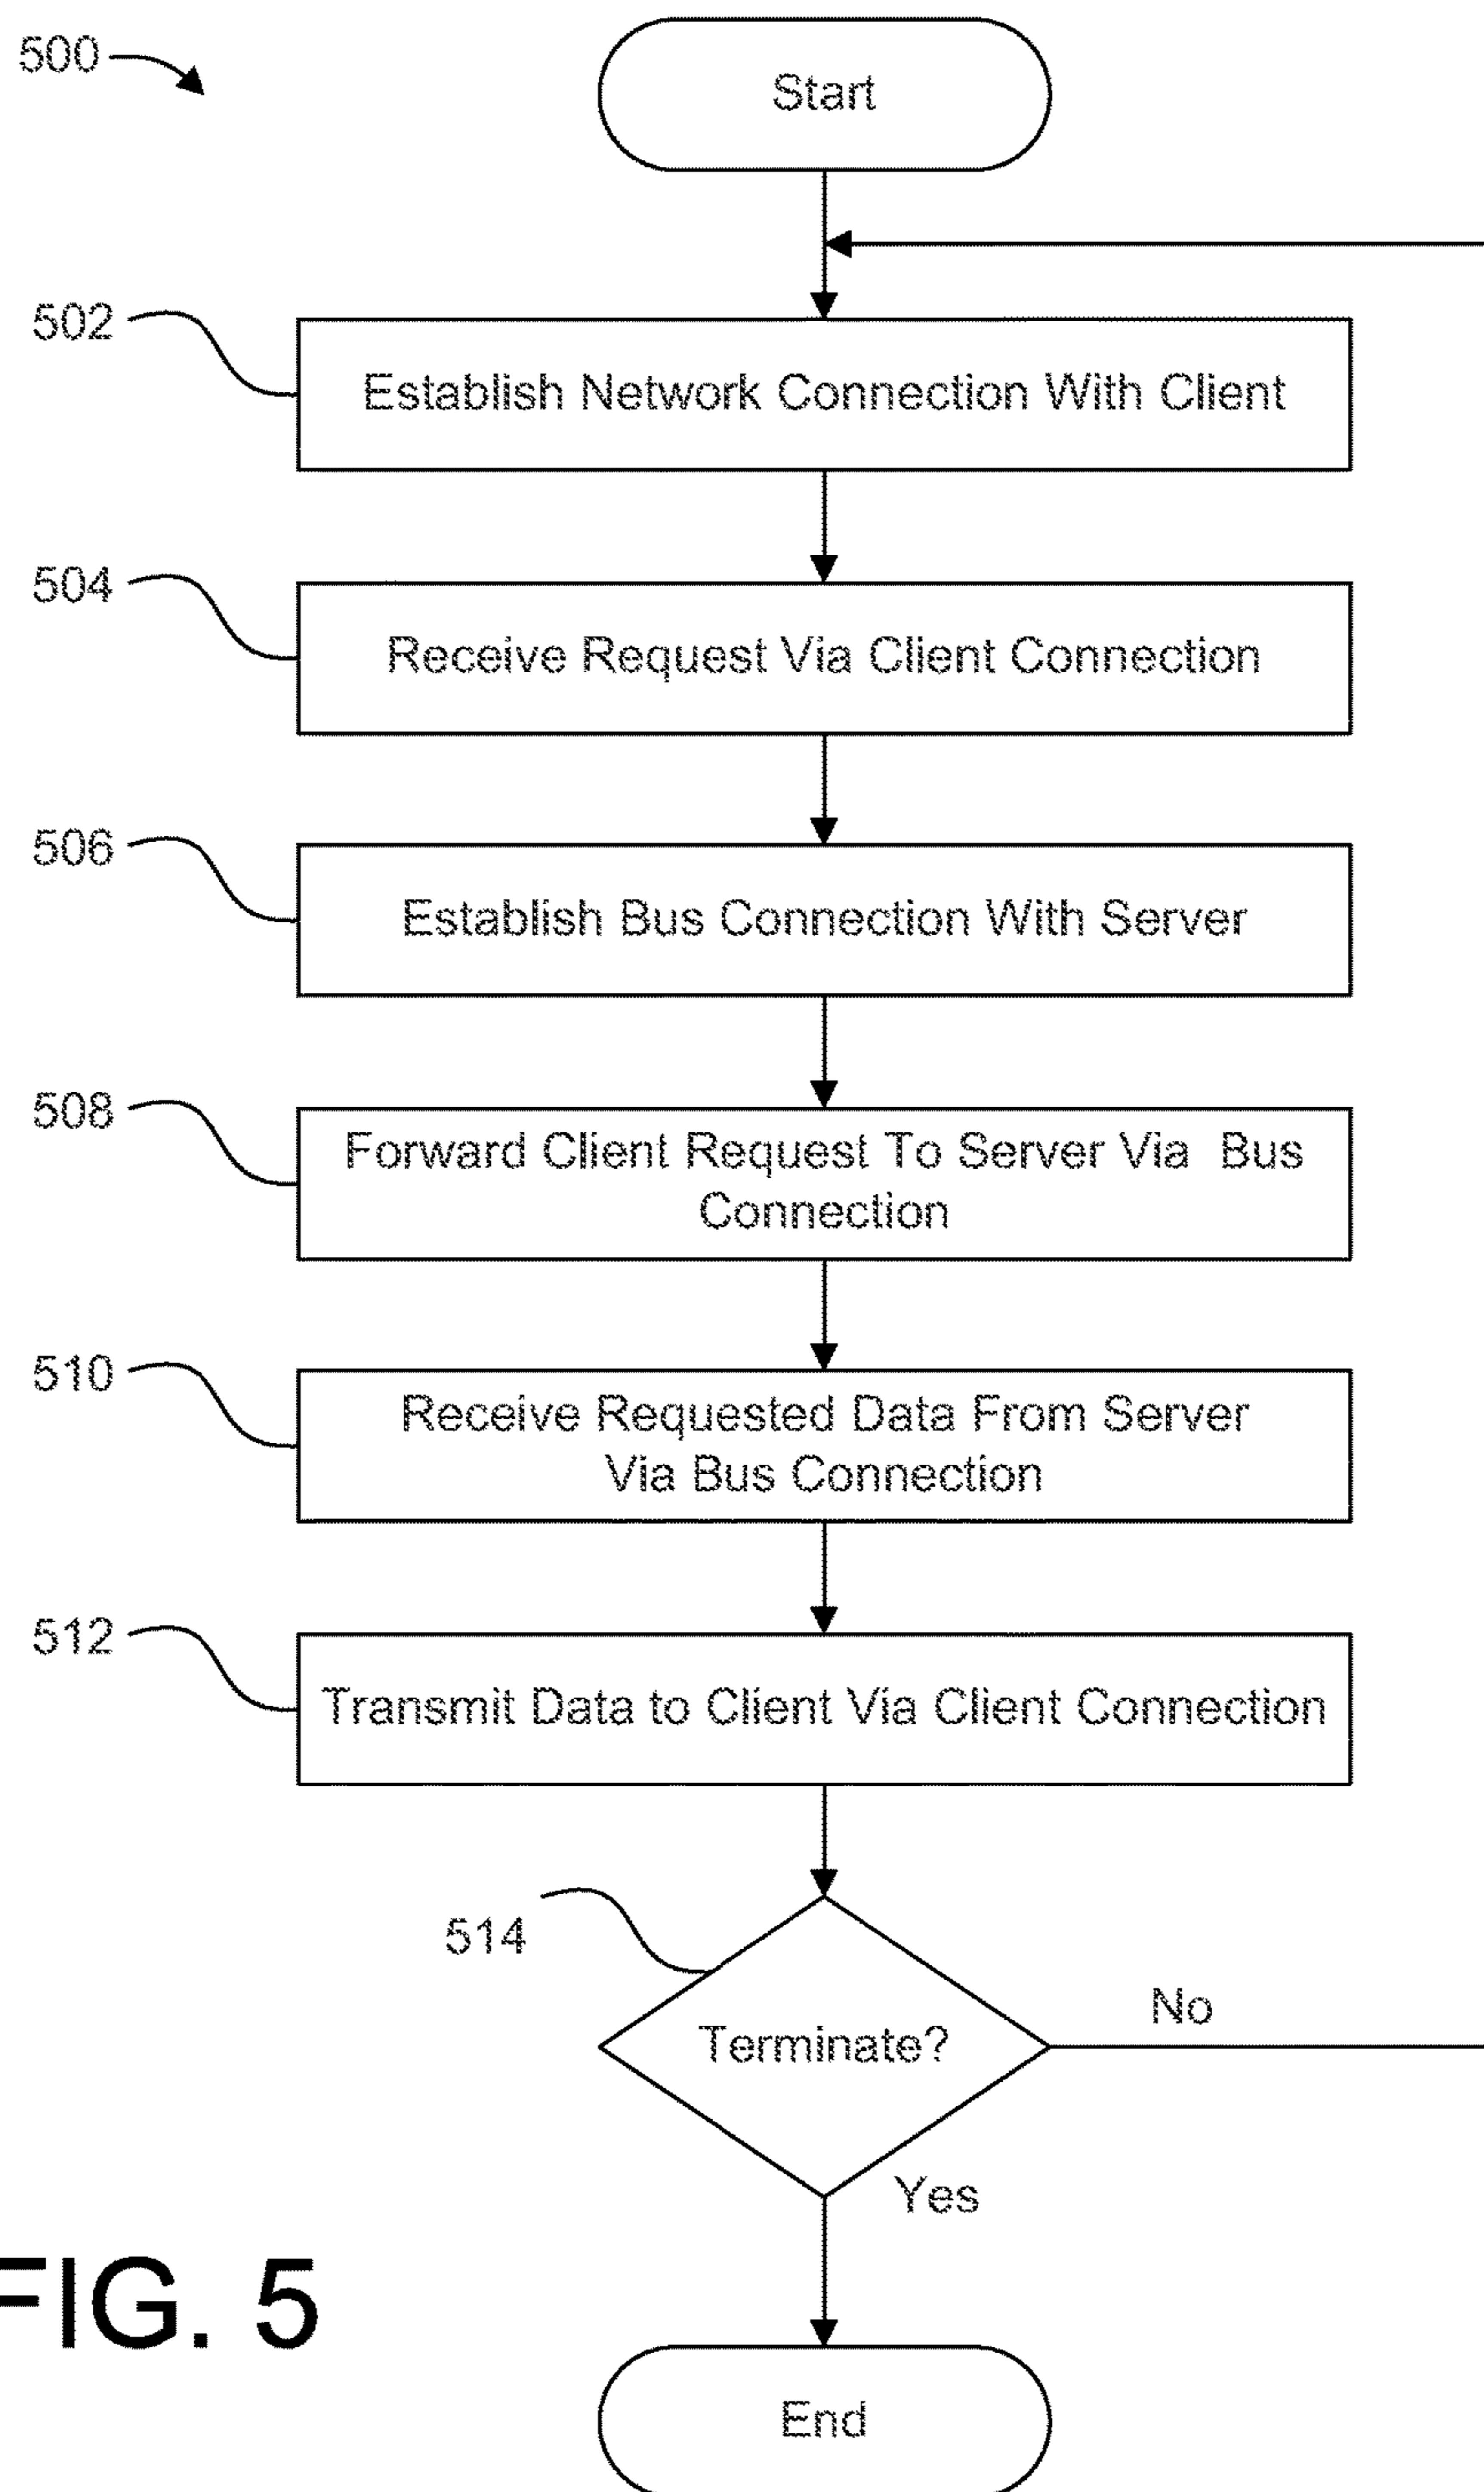 500
Start
502
Establish Network Connection With Client
504
Receive Request Via Client Connection
506
Establish Bus Connection With Server
508
Forward Client Request To Server Via Bus
Connection
510
Receive Requested Data From Server
Via Bus Connection
512
Transmit Data to Client Via Client Connection
514
Terminate?
No
Yes
FIG. 5
End